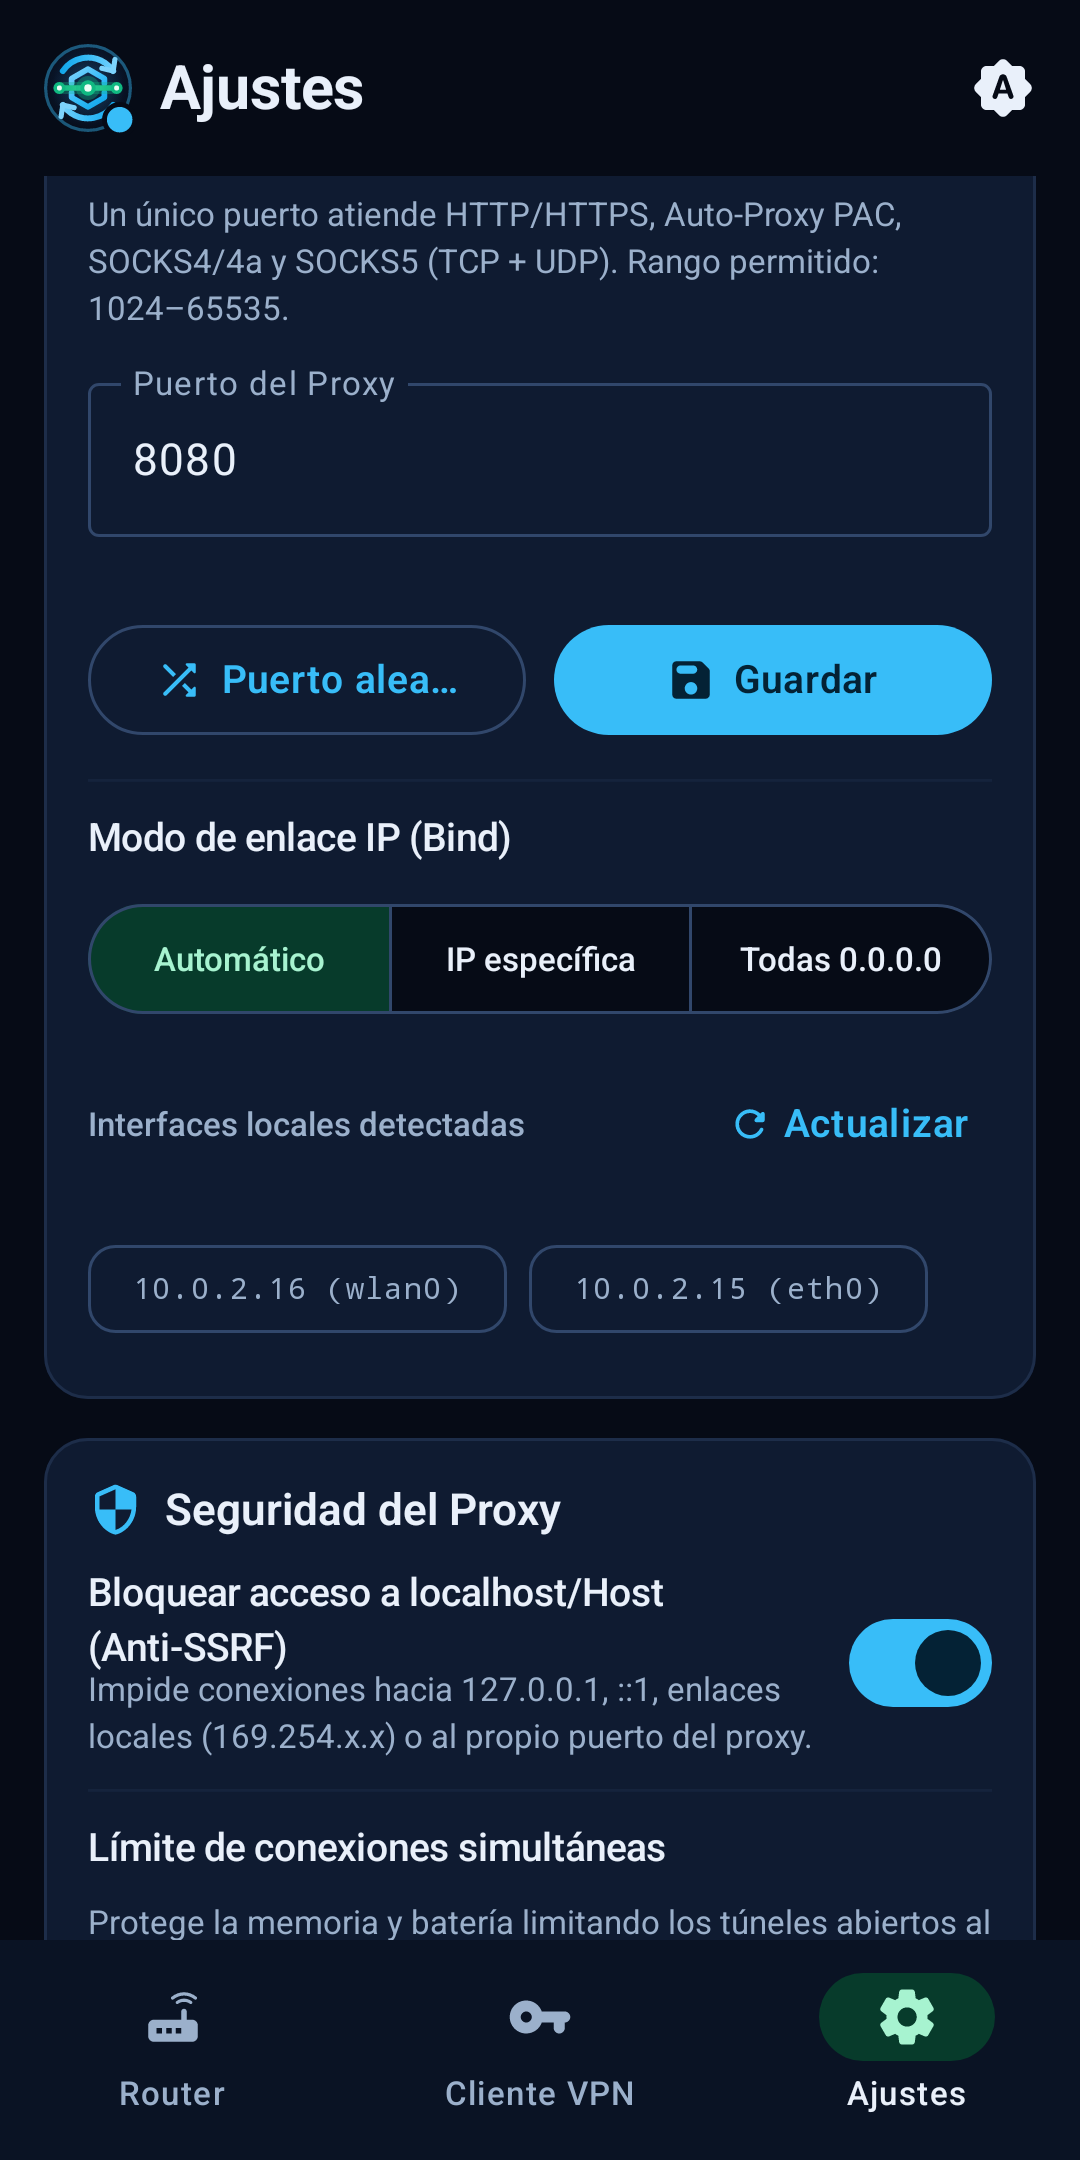 Ajustes
A
Un único puerto atiende HTTP/HTTPS, Auto-Proxy PAC,
SOCKS4/4a y SOCKS5 (TCP + UDP). Rango permitido:
1024–65535.
Puerto del Proxy
8080
Puerto alea…
Guardar
Modo de enlace IP (Bind)
Automático
IP específica
Todas 0.0.0.0
Interfaces locales detectadas
Actualizar
10.0.2.16 (wlan0)
10.0.2.15 (eth0)
Seguridad del Proxy
Bloquear acceso a localhost/Host
(Anti-SSRF)
Impide conexiones hacia 127.0.0.1, ::1, enlaces
locales (169.254.x.x) o al propio puerto del proxy.
Límite de conexiones simultáneas
Protege la memoria y batería limitando los túneles abiertos al
Router
Cliente VPN
Ajustes